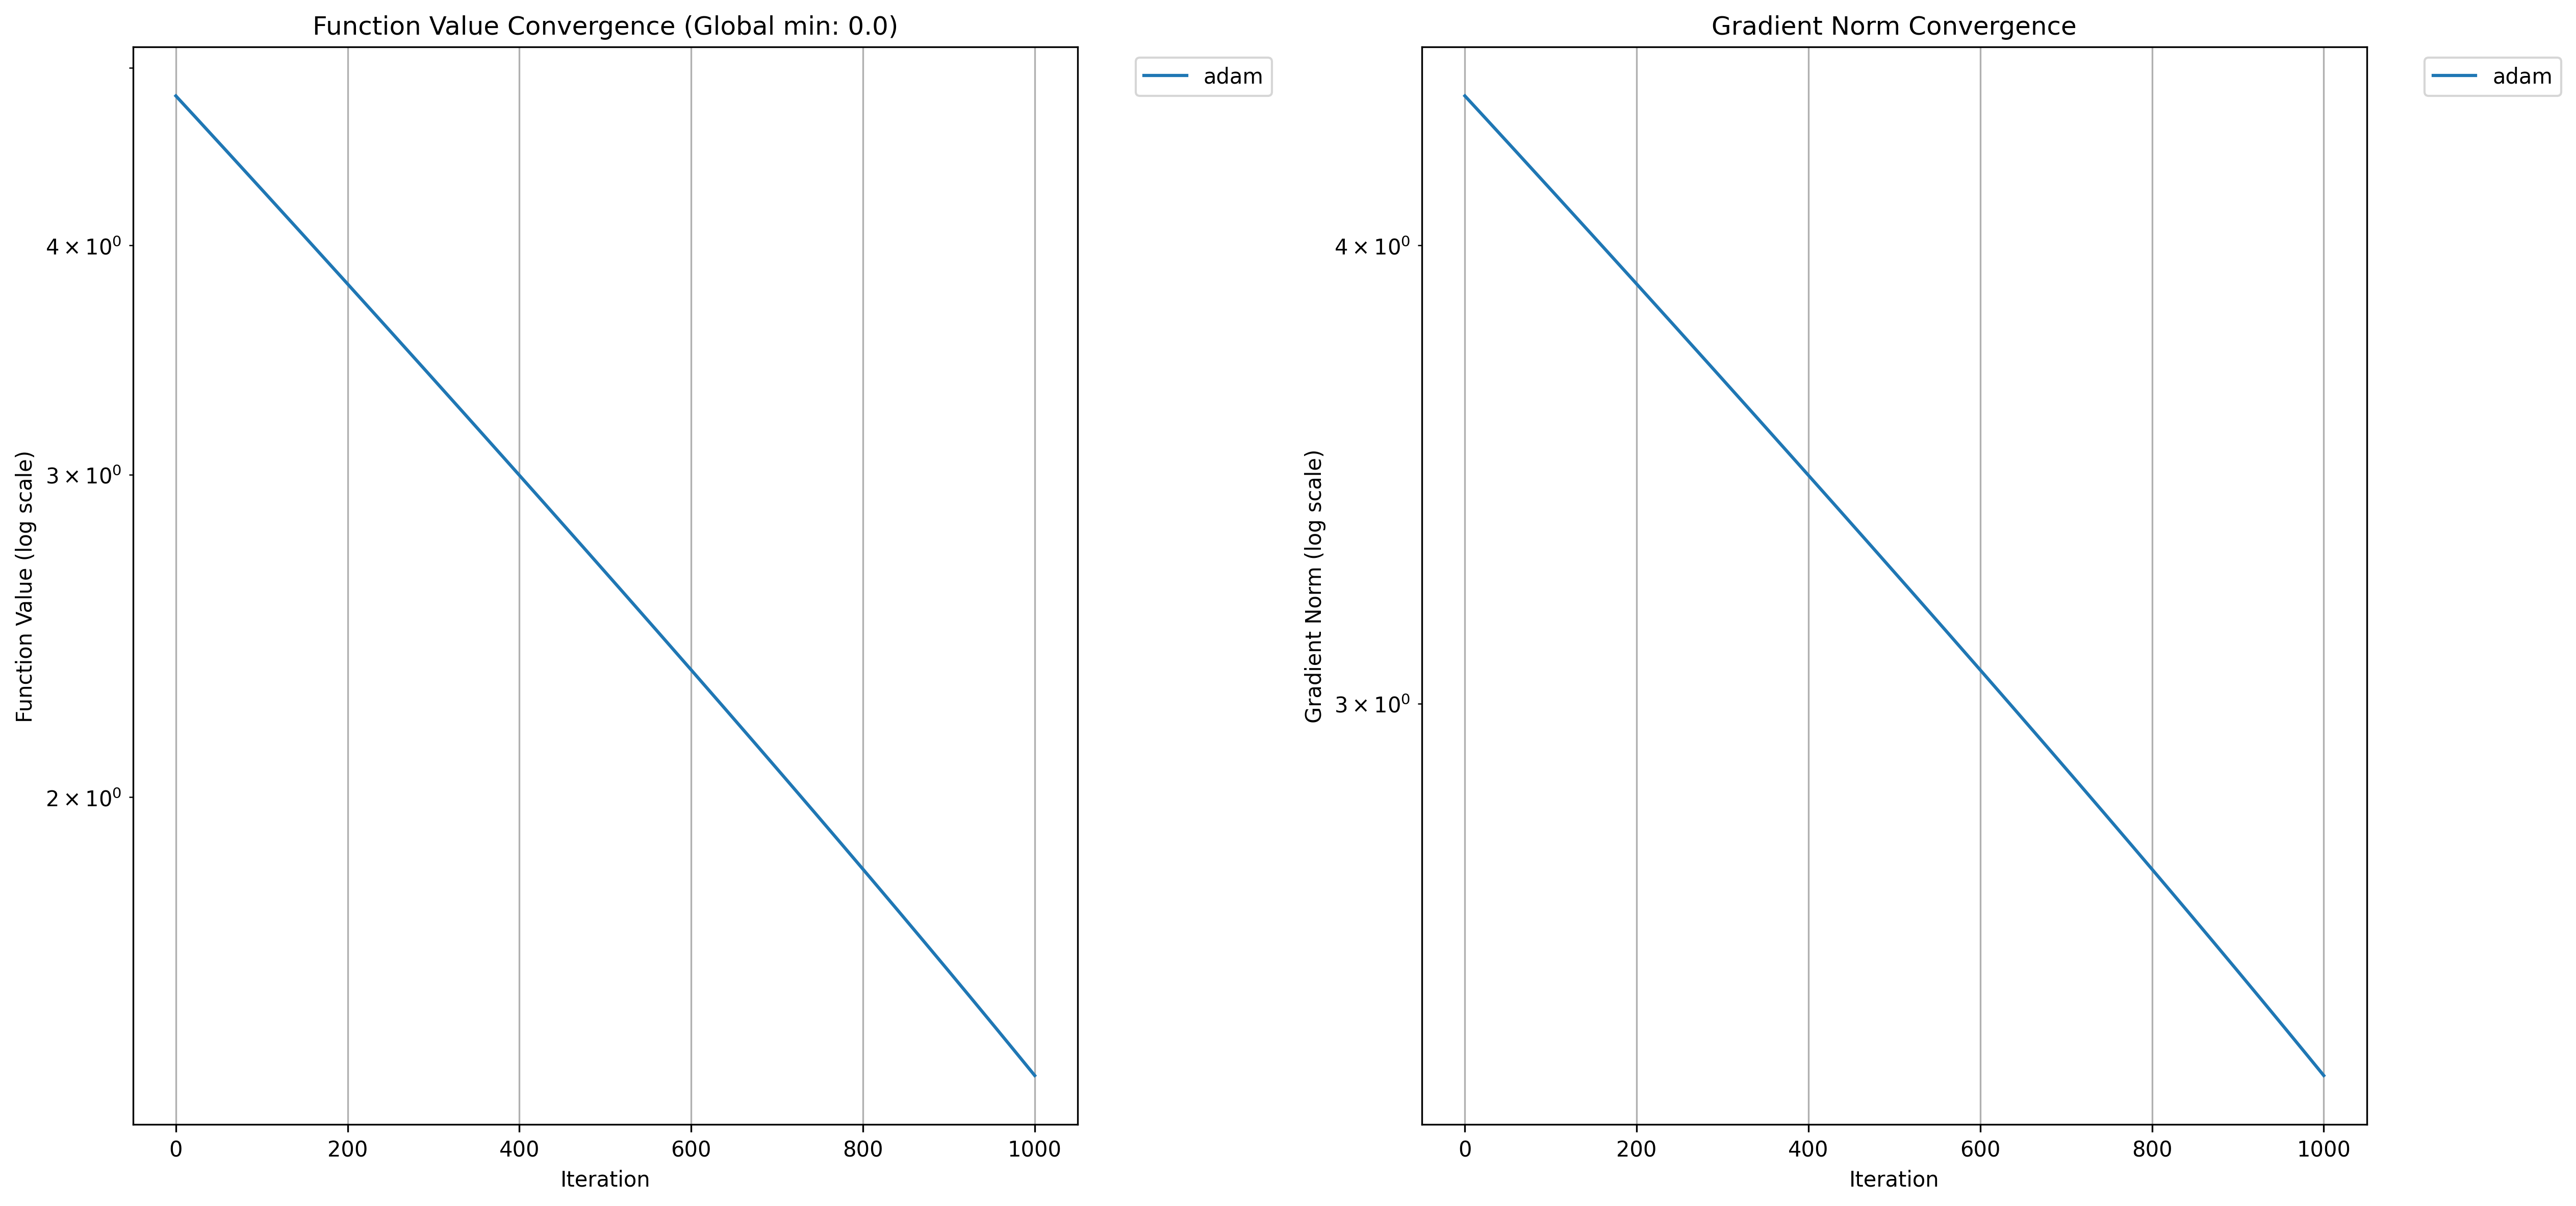 Function Value Convergence (Global min: 0.0)
adam
4 × 10⁰
3 × 10⁰
2 × 10⁰
Function Value (log scale)
0 200 400 600 800 1000
Iteration
Gradient Norm Convergence
adam
4 × 10⁰
3 × 10⁰
Gradient Norm (log scale)
0 200 400 600 800 1000
Iteration